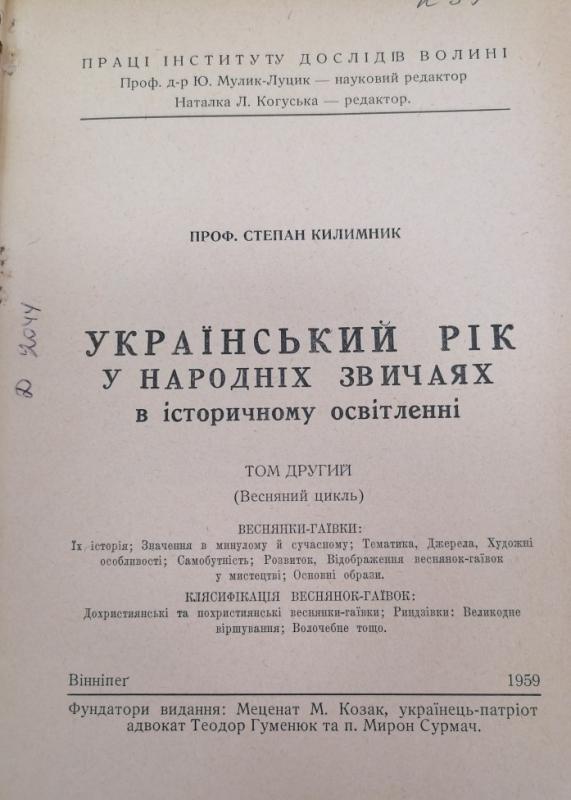 ПРАЦІ ІНСТИТУТУ ДОСЛІДІВ ВОЛИНІ
Проф. д-р Ю. Мулик-Луцик — науковий редактор
Наталка Л. Когуська — редактор.
ПРОФ. СТЕПАН КИЛИМНИК
УКРАЇНСЬКИЙ РІК
У НАРОДНІХ ЗВИЧАЯХ
в історичному освітленні
ТОМ ДРУГИЙ
(Весняний цикль)
ВЕСНЯНКИ-ГАЇВКИ:
Їх історія; Значення в минулому й сучасному; Тематика, Джерела, Художні
особливості; Самобутність; Розвиток, Відображення веснянок-гаївок
у мистецтві; Основні образи.
КЛЯСИФІКАЦІЯ ВЕСНЯНОК-ГАЇВОК:
Дохристиянські та похристиянські веснянки-гаївки; Риндзівки: Великодне
віршування; Волочебне тощо.
Вінніпеґ 1959
Фундатори видання: Меценат М. Козак, українець-патріот
адвокат Теодор Гуменюк та п. Мирон Сурмач.